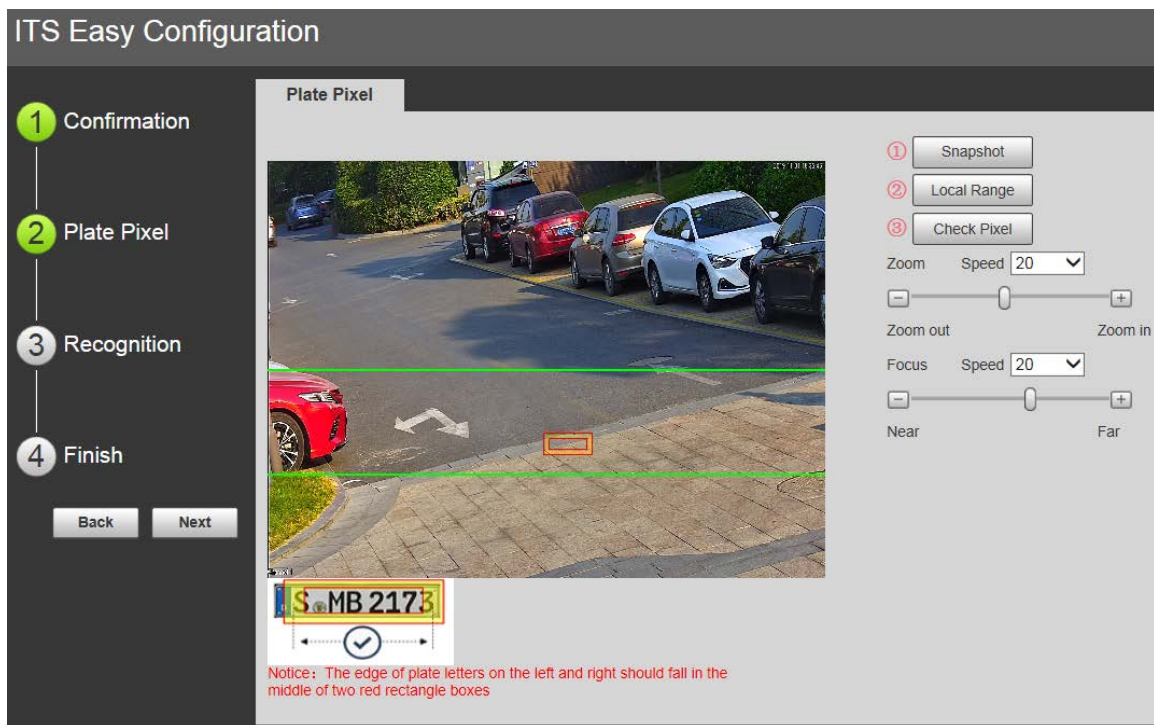 ITS Easy Configuration
1 Confirmation
2 Plate Pixel
3 Recognition
4 Finish
Back Next
Plate Pixel
S MB 2173
Notice: The edge of plate letters on the left and right should fall in the
middle of two red rectangle boxes
① Snapshot
② Local Range
③ Check Pixel
Zoom Speed 20
Zoom out Zoom in
Focus Speed 20
Near Far